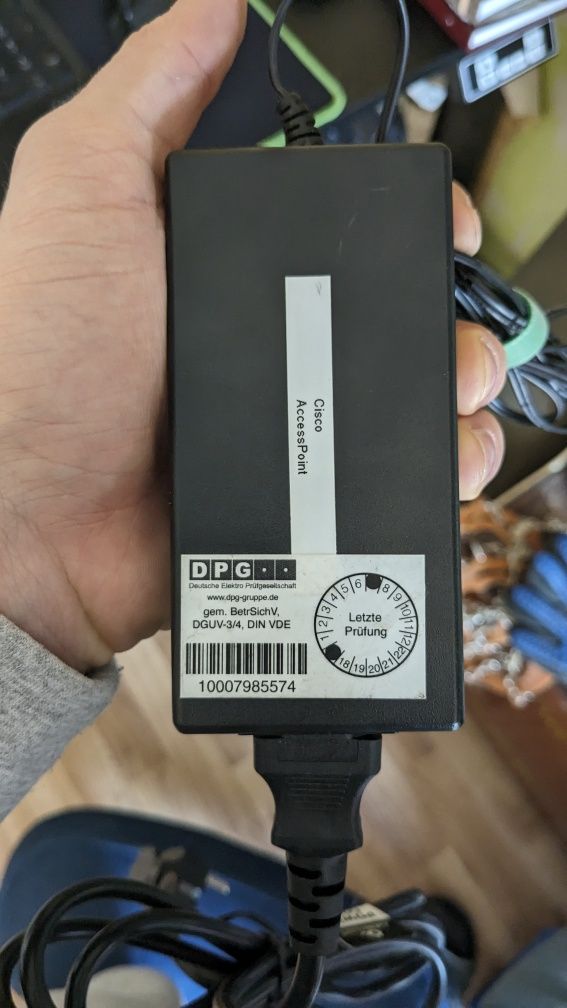 Cisco
AccessPoint
DPG··
Deutsche Elektro Prüfgesellschaft
www.dpg-gruppe.de
gem. BetrSichV,
DGUV-3/4, DIN VDE
10007985574
Letzte
Prüfung
1 2 3 4 5 6 8 9 10 11 12
18 19 20 21 22